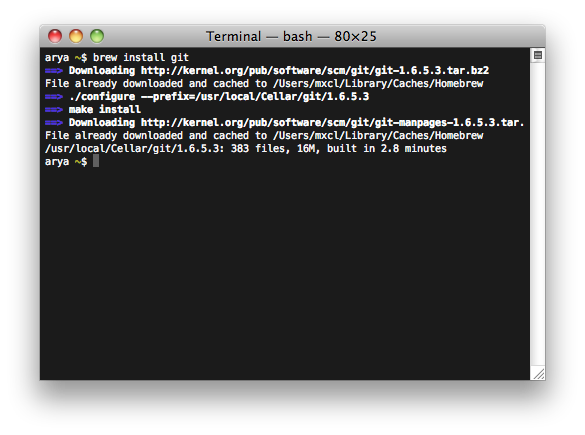 Terminal — bash — 80×25
arya ~$ brew install git
==> Downloading http://kernel.org/pub/software/scm/git/git-1.6.5.3.tar.bz2
File already downloaded and cached to /Users/mxcl/Library/Caches/Homebrew
==> ./configure --prefix=/usr/local/Cellar/git/1.6.5.3
==> make install
==> Downloading http://kernel.org/pub/software/scm/git/git-manpages-1.6.5.3.tar.
File already downloaded and cached to /Users/mxcl/Library/Caches/Homebrew
/usr/local/Cellar/git/1.6.5.3: 383 files, 16M, built in 2.8 minutes
arya ~$